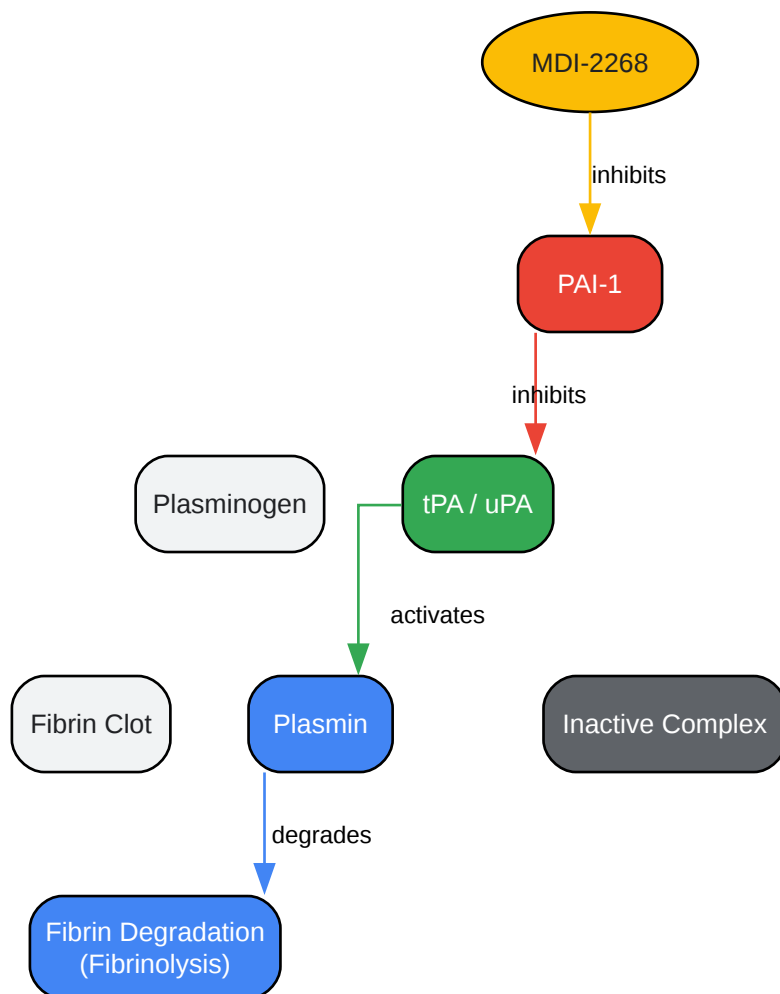 MDI-2268
inhibits
PAI-1
inhibits
Plasminogen
tPA / uPA
activates
Fibrin Clot
Plasmin
Inactive Complex
degrades
Fibrin Degradation
(Fibrinolysis)